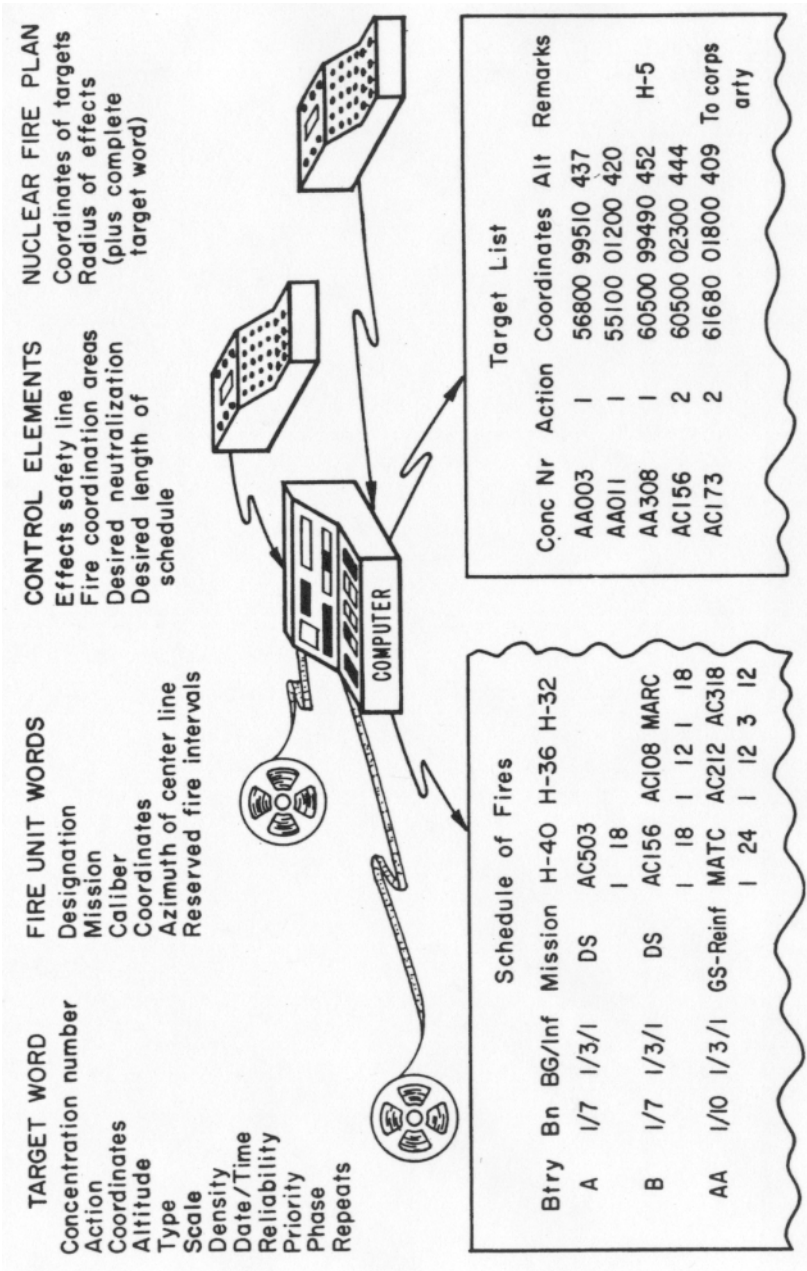 TARGET WORD
Concentration number
Action
Coordinates
Altitude
Type
Scale
Density
Date/Time
Reliability
Priority
Phase
Repeats
FIRE UNIT WORDS
Designation
Mission
Caliber
Coordinates
Azimuth of center line
Reserved fire intervals
CONTROL ELEMENTS
Effects safety line
Fire coordination areas
Desired neutralization
Desired length of
schedule
NUCLEAR FIRE PLAN
Coordinates of targets
Radius of effects
(plus complete
target word)
COMPUTER
Schedule of Fires
Btry Bn BG/Inf Mission H-40 H-36 H-32
A 1/7 1/3/1 DS AC503
1 18
B 1/7 1/3/1 DS AC156 AC108 MARC
1 18 1 12 1 18
AA 1/10 1/3/1 GS-Reinf MATC AC212 AC318
1 24 1 12 3 12
Target List
Conc Nr Action Coordinates Alt Remarks
AA003 1 56800 99510 437
AA011 1 55100 01200 420
AA308 1 60500 99490 452 H-5
AC156 2 60500 02300 444
AC173 2 61680 01800 409 To corps
arty